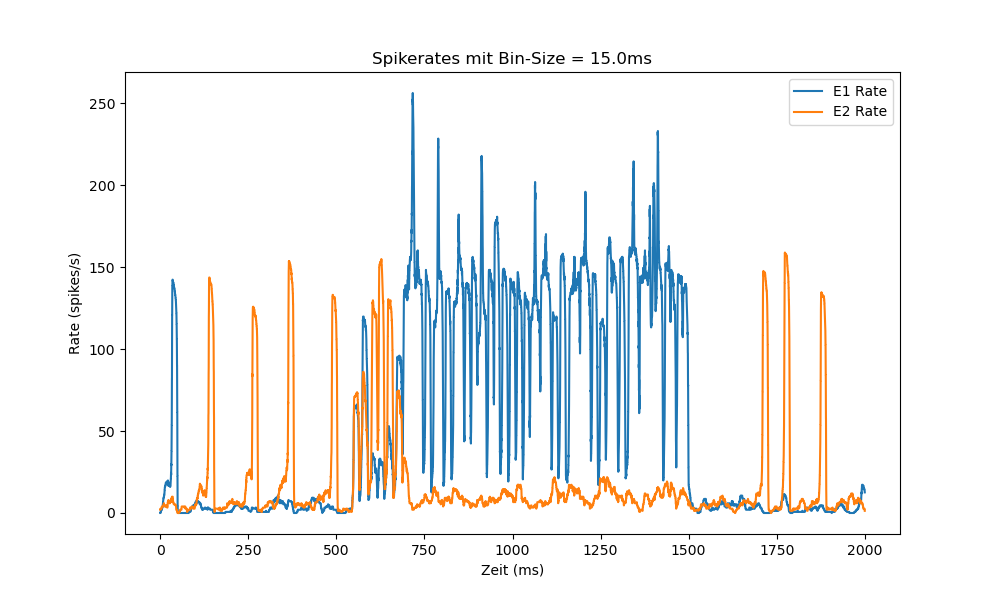 Spikerates mit Bin-Size = 15.0ms
E1 Rate
E2 Rate
Rate (spikes/s)
250
200
150
100
50
0
0 250 500 750 1000 1250 1500 1750 2000
Zeit (ms)